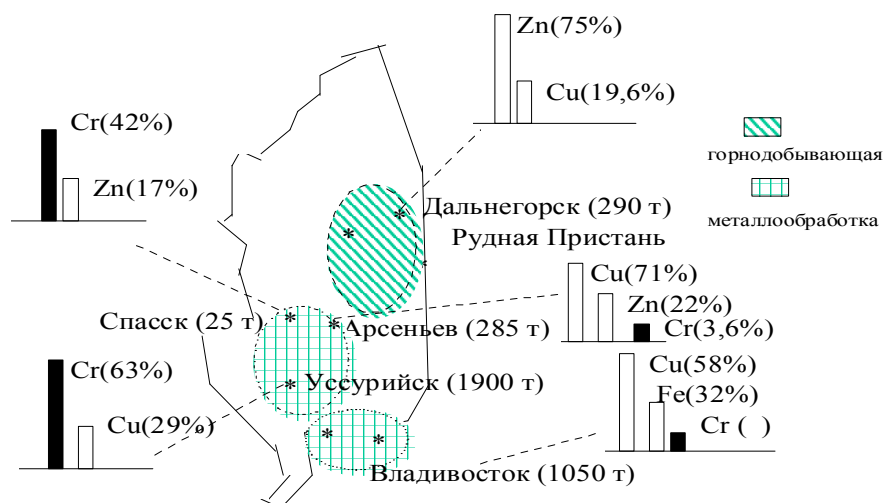 Zn(75%)
Cu(19,6%)
Cr(42%)
Zn(17%)
горнодобывающая
металлообработка
Дальнегорск (290 т)
Рудная Пристань
Cu(71%)
Zn(22%)
Cr(3,6%)
Спасск (25 т)
Арсеньев (285 т)
Cr(63%)
Cu(29%)
Уссурийск (1900 т)
Cu(58%)
Fe(32%)
Cr ( )
Владивосток (1050 т)